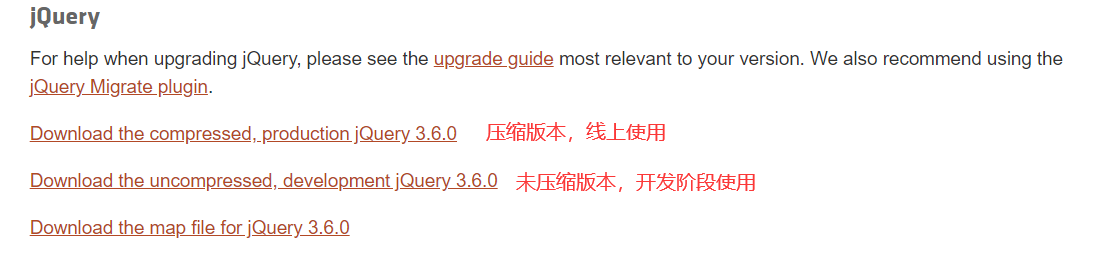 jQuery
For help when upgrading jQuery, please see the upgrade guide most relevant to your version. We also recommend using the
jQuery Migrate plugin.
Download the compressed, production jQuery 3.6.0 压缩版本，线上使用
Download the uncompressed, development jQuery 3.6.0 未压缩版本，开发阶段使用
Download the map file for jQuery 3.6.0